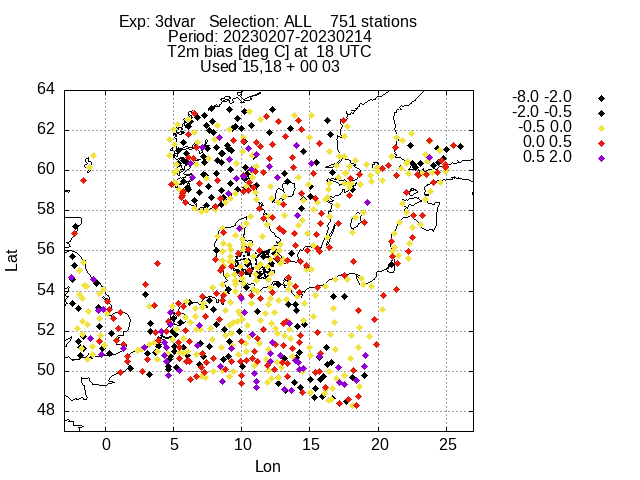 Exp: 3dvar Selection: ALL 751 stations
Period: 20230207-20230214
T2m bias [deg C] at 18 UTC
Used 15,18 + 00 03
64
62
60
58
56
54
52
50
48
Lat
0 5 10 15 20 25
Lon
-8.0 -2.0
-2.0 -0.5
-0.5 0.0
0.0 0.5
0.5 2.0